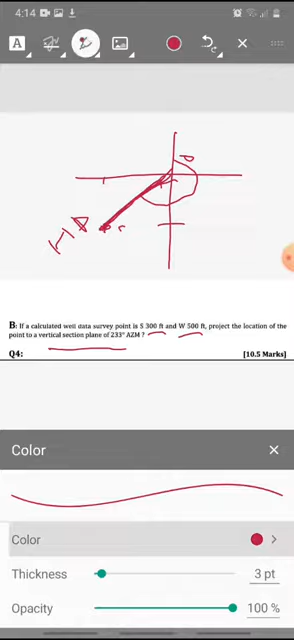 4:14
A
B: If a calculated well data survey point is S 300 ft and W 500 ft, project the location of the
point to a vertical section plane of 233° AZM ?
Q4: [10.5 Marks]
Color
Color
Thickness 3 pt
Opacity 100 %